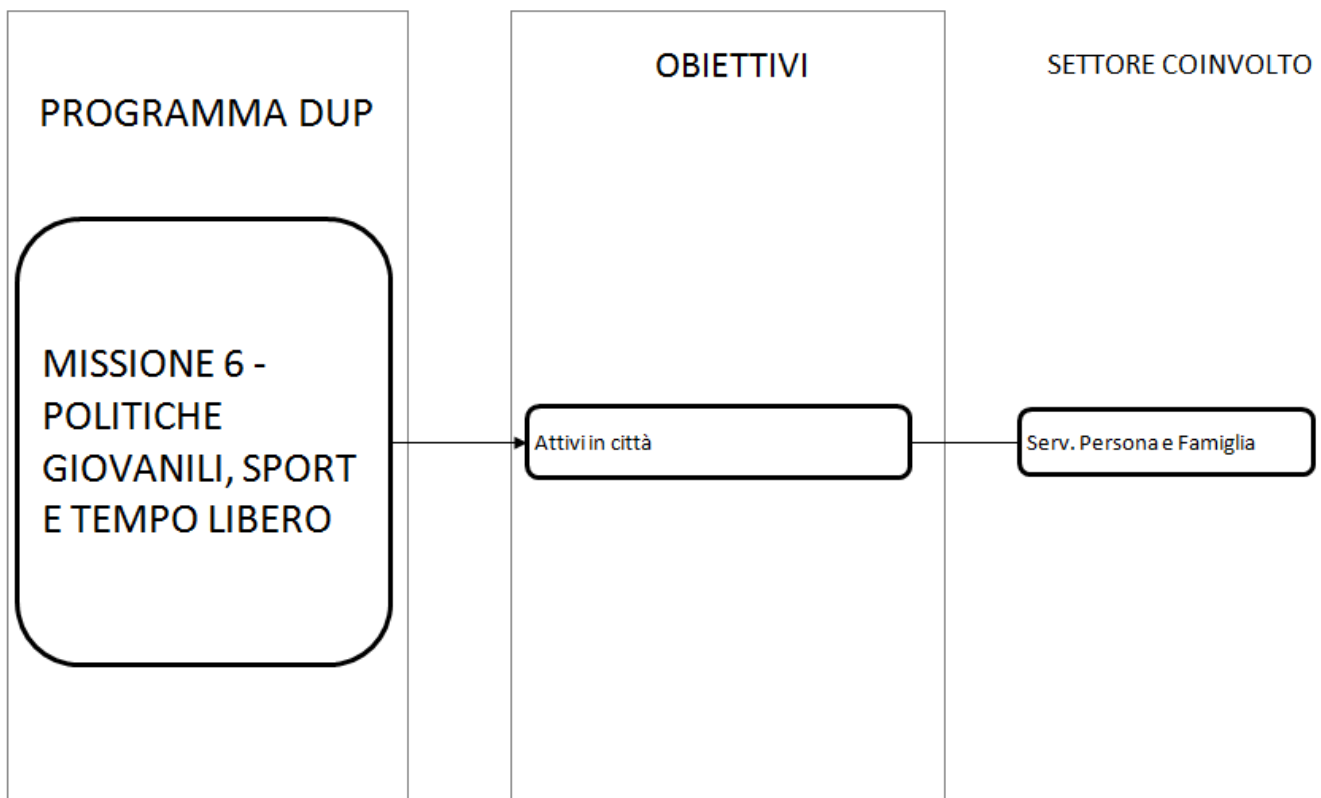 PROGRAMMA DUP
OBIETTIVI
SETTORE COINVOLTO
MISSIONE 6 -
POLITICHE
GIOVANILI, SPORT
E TEMPO LIBERO
Attivi in città
Serv. Persona e Famiglia